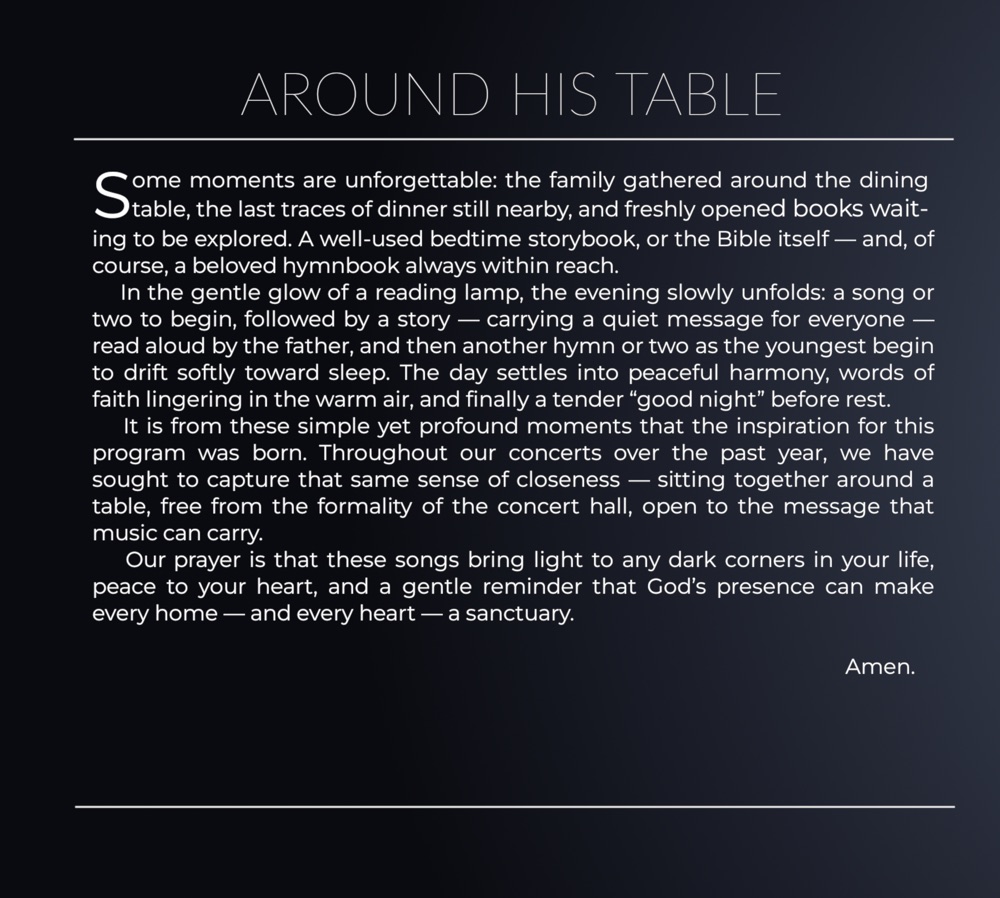 AROUND HIS TABLE
Some moments are unforgettable: the family gathered around the dining
table, the last traces of dinner still nearby, and freshly opened books wait-
ing to be explored. A well-used bedtime storybook, or the Bible itself — and, of
course, a beloved hymnbook always within reach.
In the gentle glow of a reading lamp, the evening slowly unfolds: a song or
two to begin, followed by a story — carrying a quiet message for everyone —
read aloud by the father, and then another hymn or two as the youngest begin
to drift softly toward sleep. The day settles into peaceful harmony, words of
faith lingering in the warm air, and finally a tender “good night” before rest.
It is from these simple yet profound moments that the inspiration for this
program was born. Throughout our concerts over the past year, we have
sought to capture that same sense of closeness — sitting together around a
table, free from the formality of the concert hall, open to the message that
music can carry.
Our prayer is that these songs bring light to any dark corners in your life,
peace to your heart, and a gentle reminder that God’s presence can make
every home — and every heart — a sanctuary.
Amen.